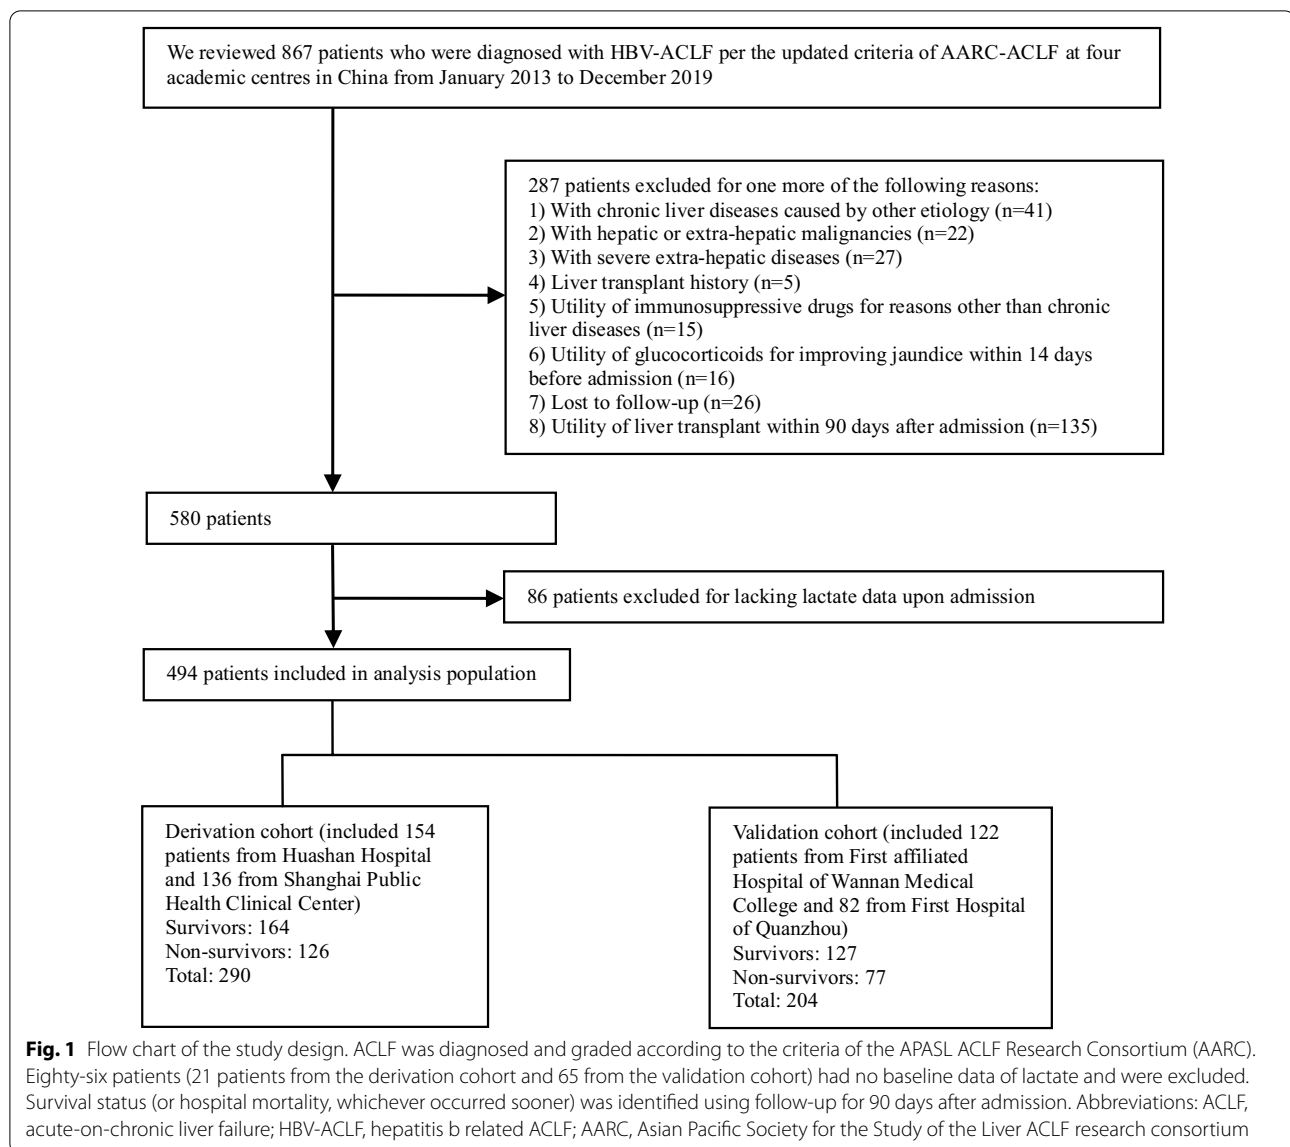 We reviewed 867 patients who were diagnosed with HBV-ACLF per the updated criteria of AARC-ACLF at four
academic centres in China from January 2013 to December 2019
287 patients excluded for one more of the following reasons:
1) With chronic liver diseases caused by other etiology (n=41)
2) With hepatic or extra-hepatic malignancies (n=22)
3) With severe extra-hepatic diseases (n=27)
4) Liver transplant history (n=5)
5) Utility of immunosuppressive drugs for reasons other than chronic
liver diseases (n=15)
6) Utility of glucocorticoids for improving jaundice within 14 days
before admission (n=16)
7) Lost to follow-up (n=26)
8) Utility of liver transplant within 90 days after admission (n=135)
580 patients
86 patients excluded for lacking lactate data upon admission
494 patients included in analysis population
Derivation cohort (included 154
patients from Huashan Hospital
and 136 from Shanghai Public
Health Clinical Center)
Survivors: 164
Non-survivors: 126
Total: 290
Validation cohort (included 122
patients from First affiliated
Hospital of Wannan Medical
College and 82 from First Hospital
of Quanzhou)
Survivors: 127
Non-survivors: 77
Total: 204
Fig. 1 Flow chart of the study design. ACLF was diagnosed and graded according to the criteria of the APASL ACLF Research Consortium (AARC).
Eighty-six patients (21 patients from the derivation cohort and 65 from the validation cohort) had no baseline data of lactate and were excluded.
Survival status (or hospital mortality, whichever occurred sooner) was identified using follow-up for 90 days after admission. Abbreviations: ACLF,
acute-on-chronic liver failure; HBV-ACLF, hepatitis b related ACLF; AARC, Asian Pacific Society for the Study of the Liver ACLF research consortium